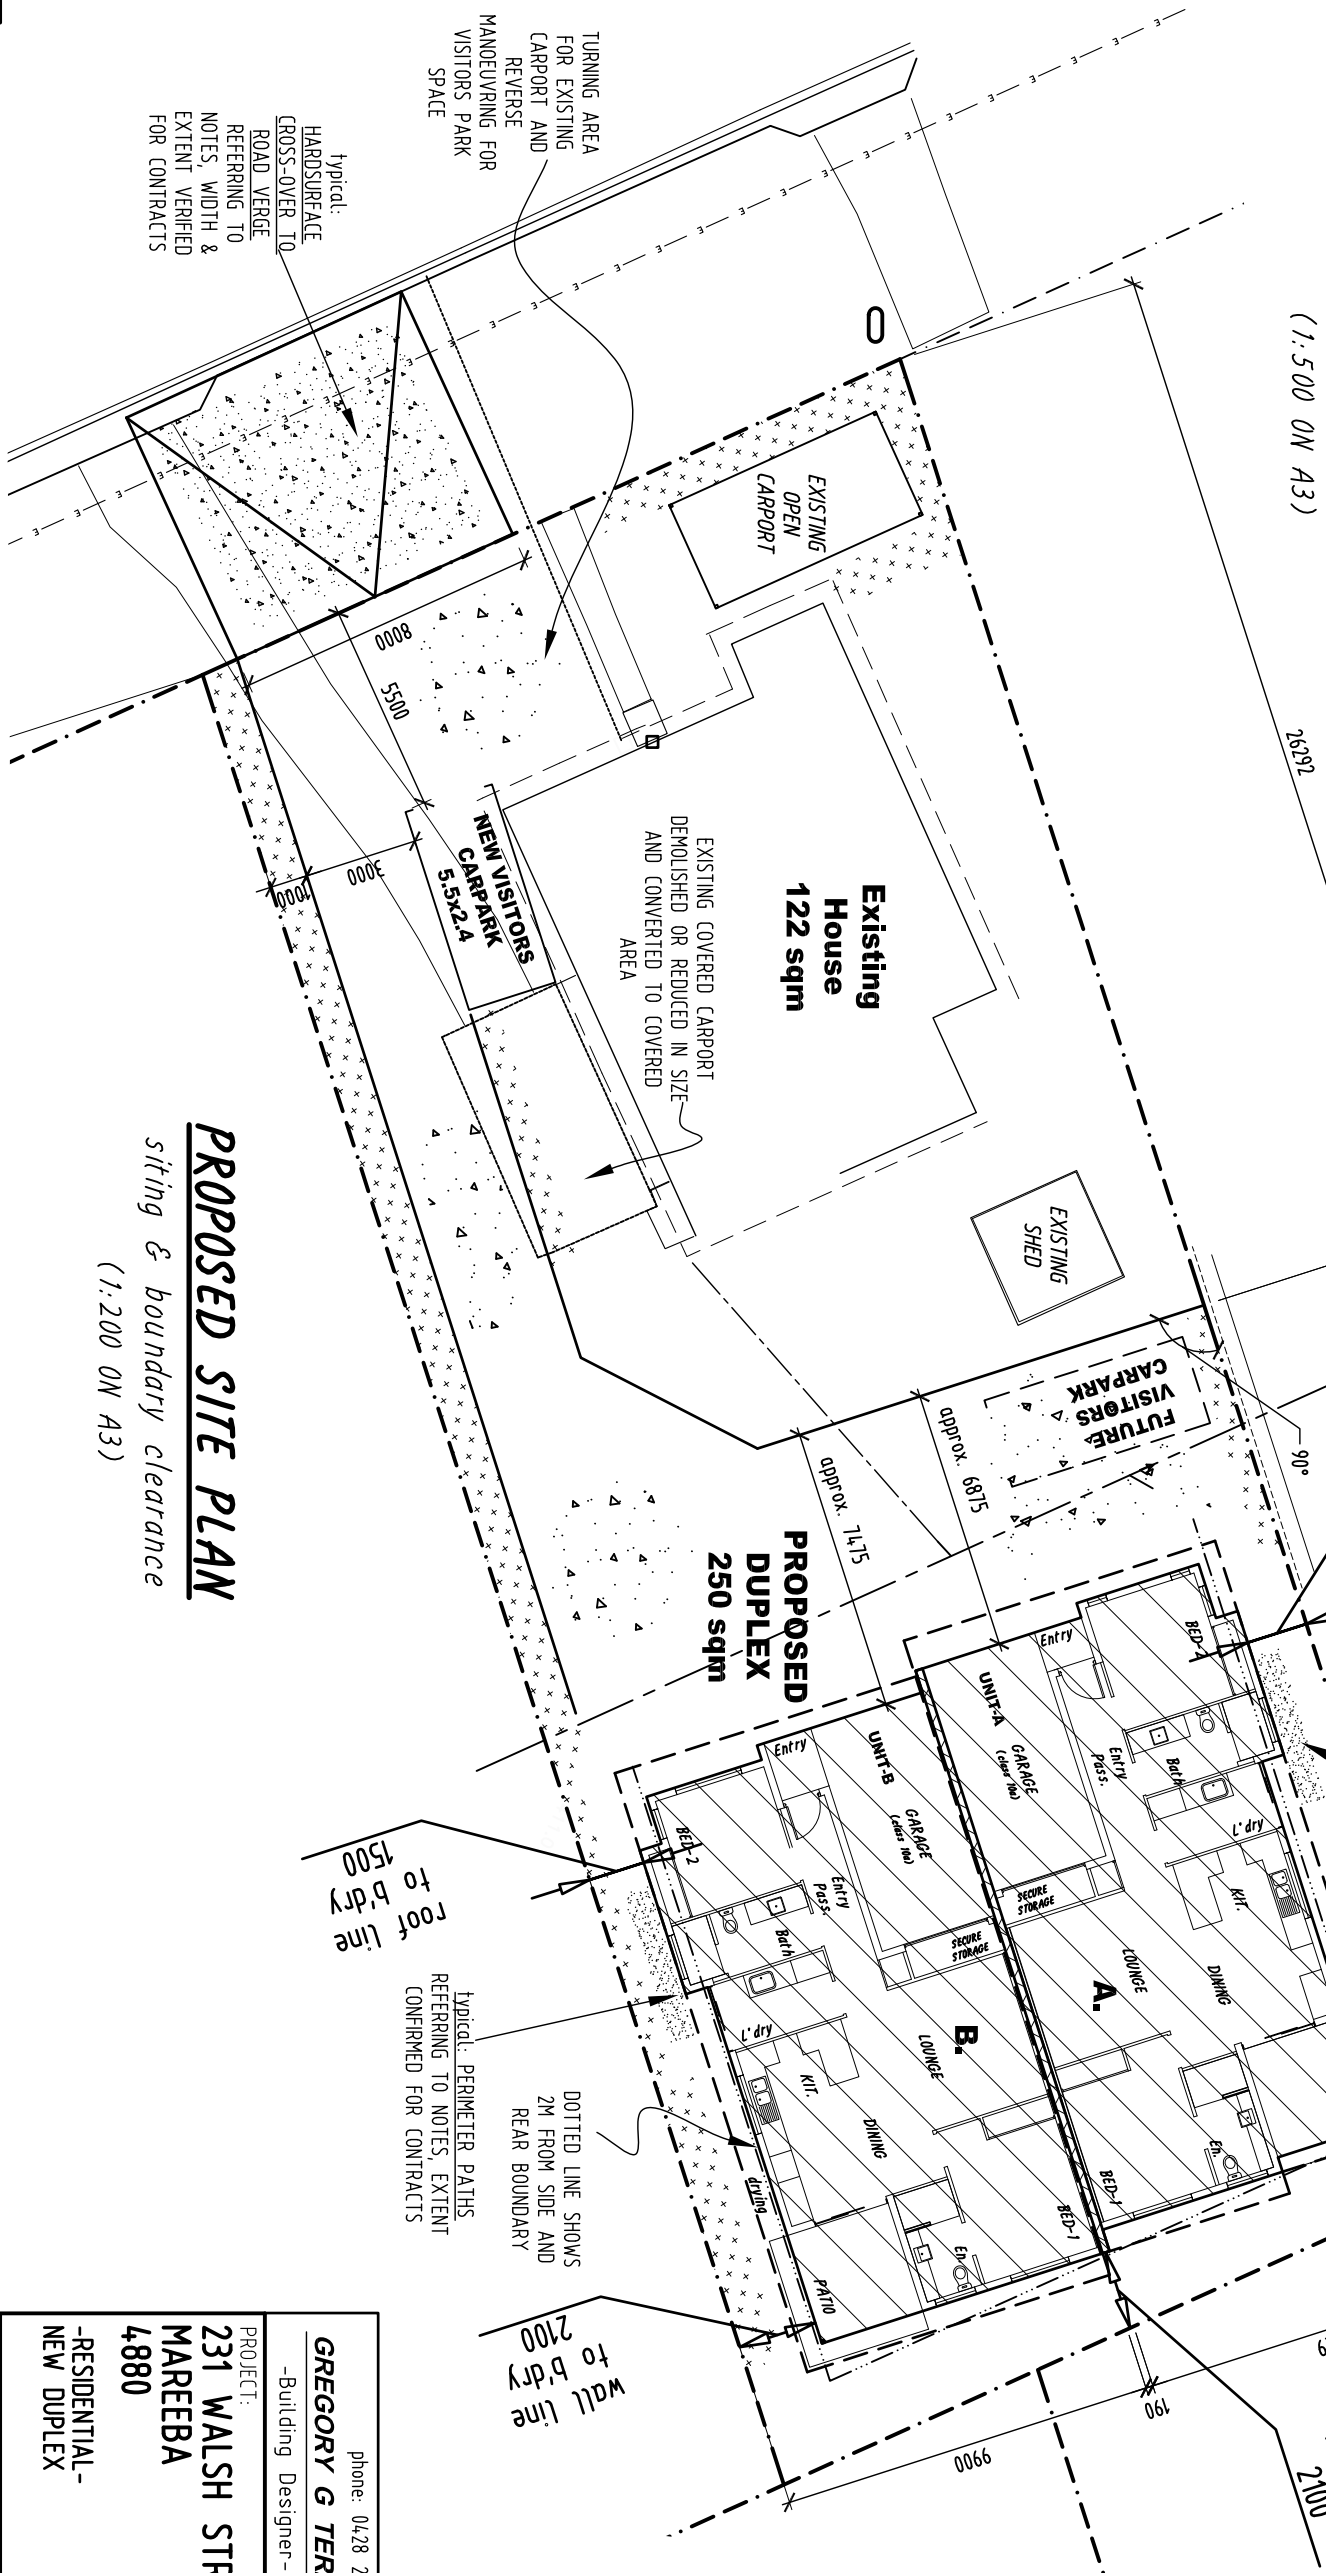 (1:500 ON A3)
26292
TURNING AREA
FOR EXISTING
CARPORT AND
REVERSE
MANOEUVRING FOR
VISITORS PARK
SPACE
typical:
HARDSURFACE
CROSS-OVER TO
ROAD VERGE
REFERRING TO
NOTES, WIDTH &
EXTENT VERIFIED
FOR CONTRACTS
EXISTING
OPEN
CARPORT
8000
5500
3000
1000
NEW VISITORS
CARPARK
5.5x2.4
Existing
House
122 sqm
EXISTING COVERED CARPORT
DEMOLISHED OR REDUCED IN SIZE
AND CONVERTED TO COVERED
AREA
EXISTING
SHED
FUTURE
VISITORS
CARPARK
90°
approx. 6875
approx. 7475
PROPOSED
DUPLEX
250 sqm
PROPOSED SITE PLAN
siting & boundary clearance
(1:200 ON A3)
BED-2
Entry
UNIT-A
GARAGE
(class 10a)
Entry
Pass.
Bath
L'dry
KIT.
SECURE
STORAGE
LOUNGE
DINING
A.
En.
BED-1
Entry
UNIT-B
GARAGE
(class 10a)
BED-2
Entry
Pass.
Bath
SECURE
STORAGE
L'dry
KIT.
LOUNGE
B.
DINING
drying
En.
BED-1
PATIO
roof line
to b'dry
1500
typical: PERIMETER PATHS
REFERRING TO NOTES, EXTENT
CONFIRMED FOR CONTRACTS
DOTTED LINE SHOWS
2M FROM SIDE AND
REAR BOUNDARY
wall line
to b'dry
2100
190
9900
2100
phone: 0428 2
GREGORY G TER
-Building Designer-
PROJECT:
231 WALSH STR
MAREEBA
4880
-RESIDENTIAL-
NEW DUPLEX